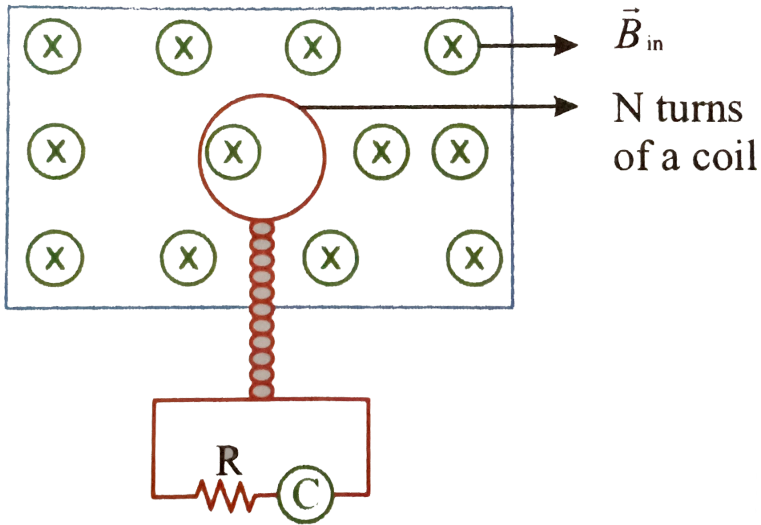 X X X X B⃗ in
N turns
X X X X of a coil
X X X X
R
C